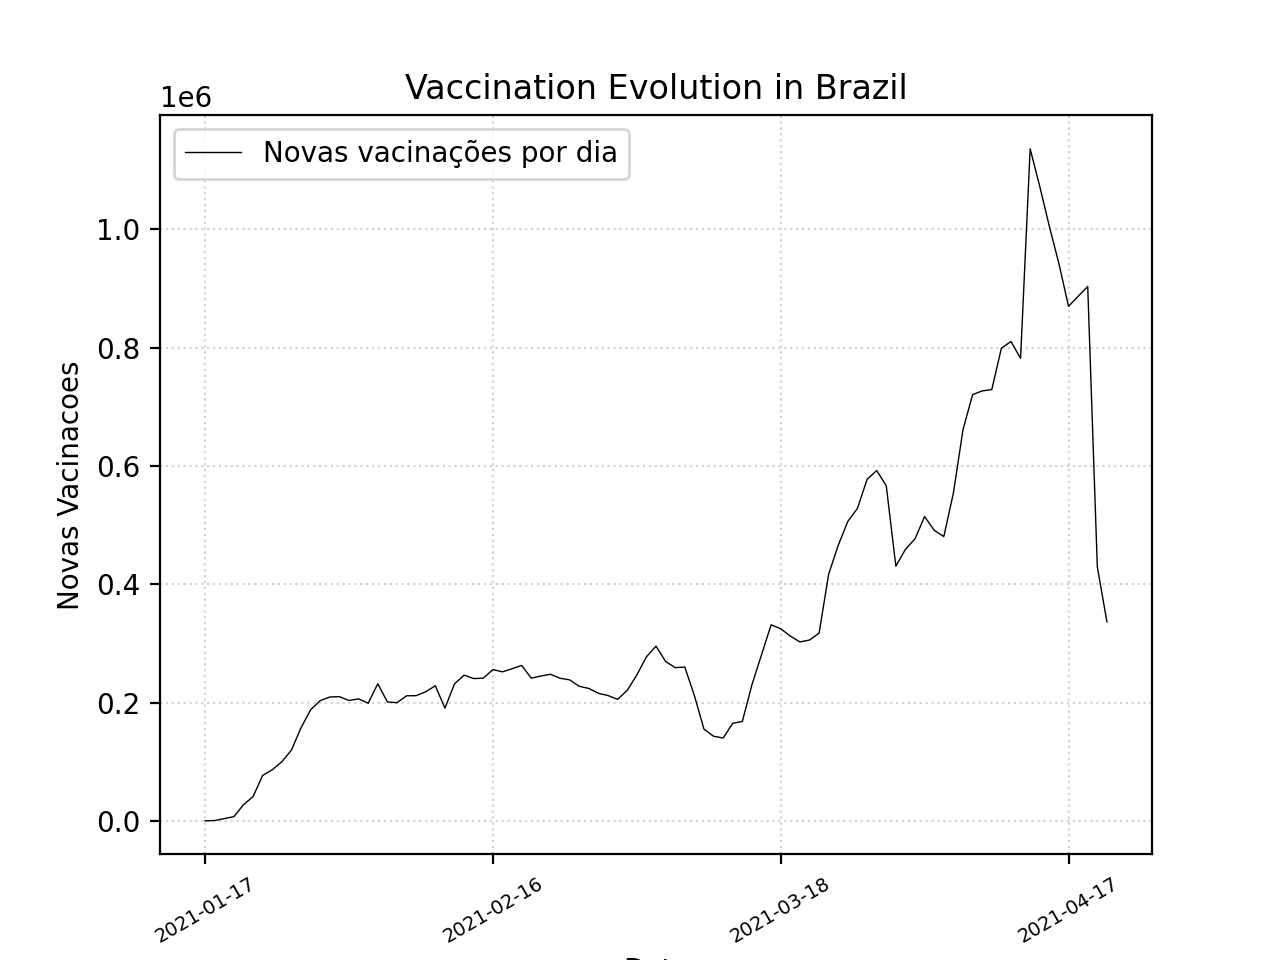 Vaccination Evolution in Brazil
1e6
Novas vacinações por dia
1.0
0.8
0.6
0.4
0.2
0.0
Novas Vacinacoes
2021-01-17
2021-02-16
2021-03-18
2021-04-17